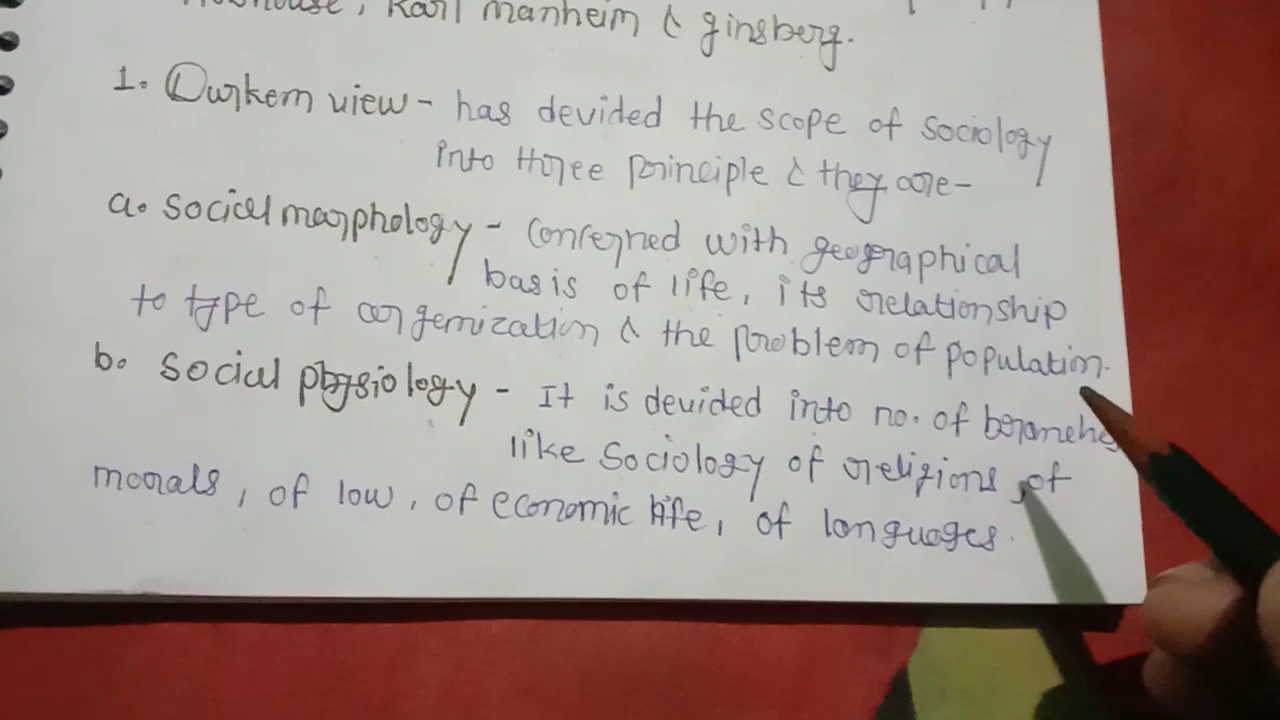 Karl Manheim & ginsberg.
1. Durkem view - has devided the scope of sociology
into three principle & they are-
a. Social morphology - Concerned with geographical
basis of life, its relationship
to type of organization & the problem of population.
b. Social physiology - It is devided into no. of branches
like Sociology of religions, of
morals, of low, of economic life, of languages.